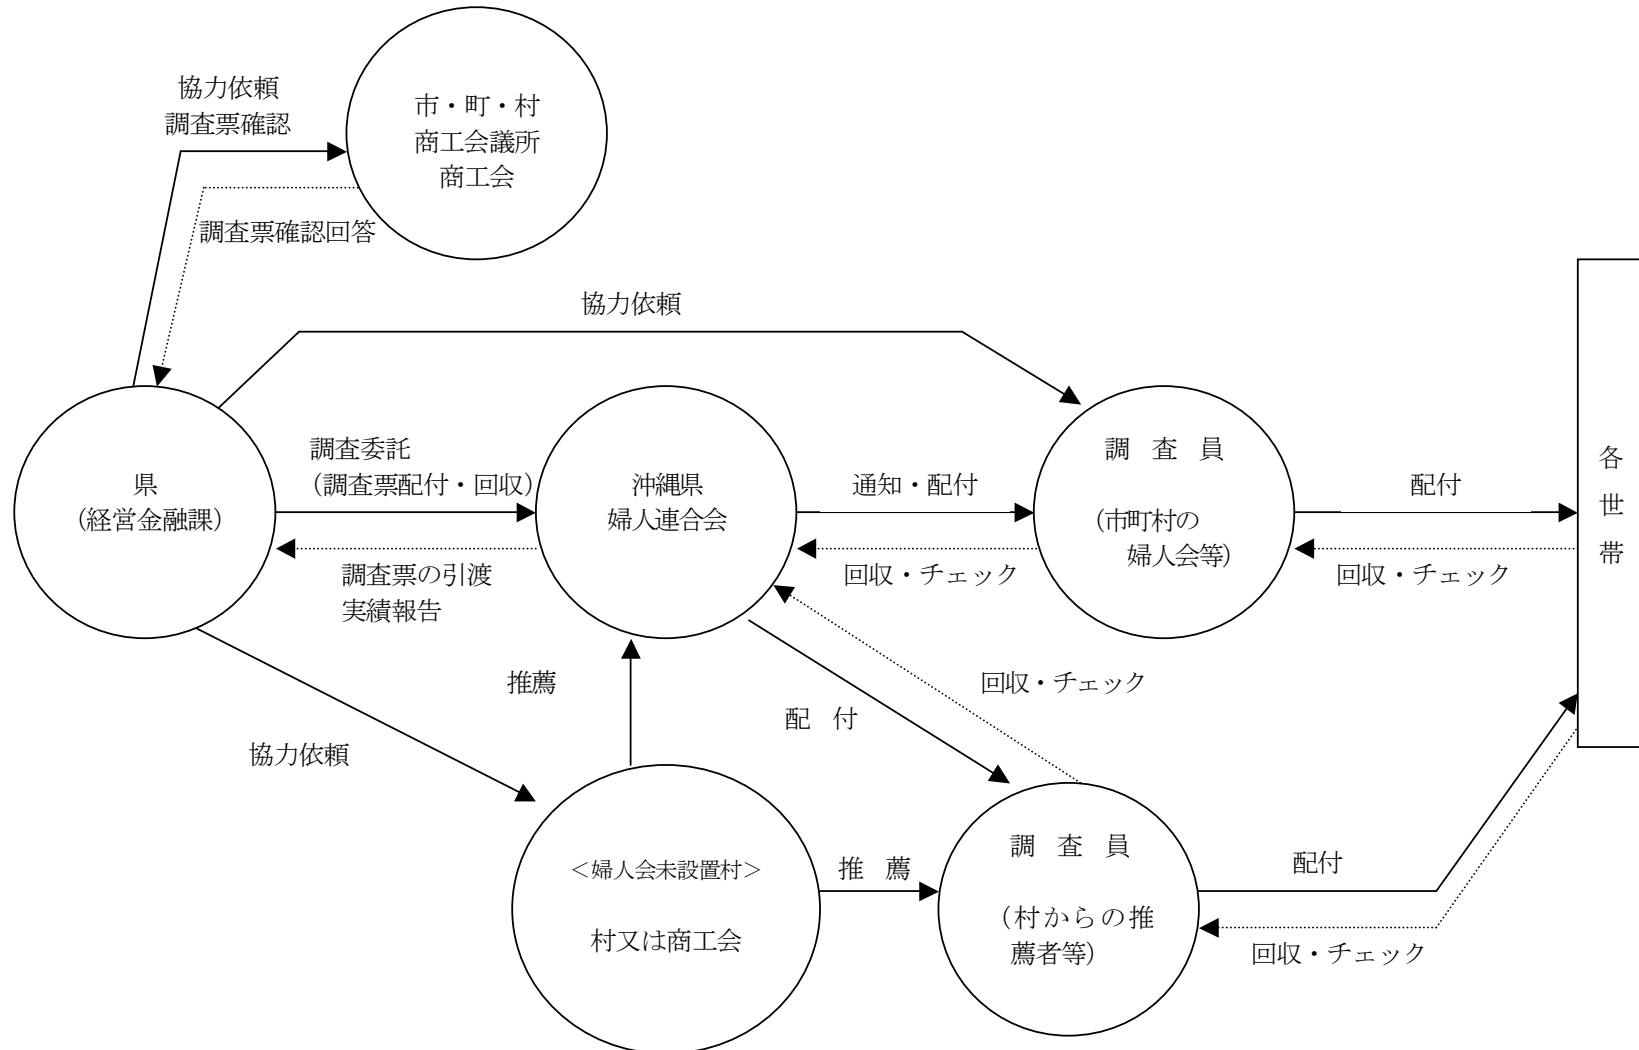 協力依頼
調査票確認
市・町・村
商工会議所
商工会
調査票確認回答
協力依頼
県
（経営金融課）
調査委託
（調査票配付・回収）
調査票の引渡
実績報告
沖縄県
婦人連合会
通知・配付
回収・チェック
調 査 員
（市町村の
婦人会等）
配付
回収・チェック
各
世
帯
推薦
回収・チェック
配 付
協力依頼
＜婦人会未設置村＞
村又は商工会
推 薦
調 査 員
（村からの推
薦者等）
配付
回収・チェック